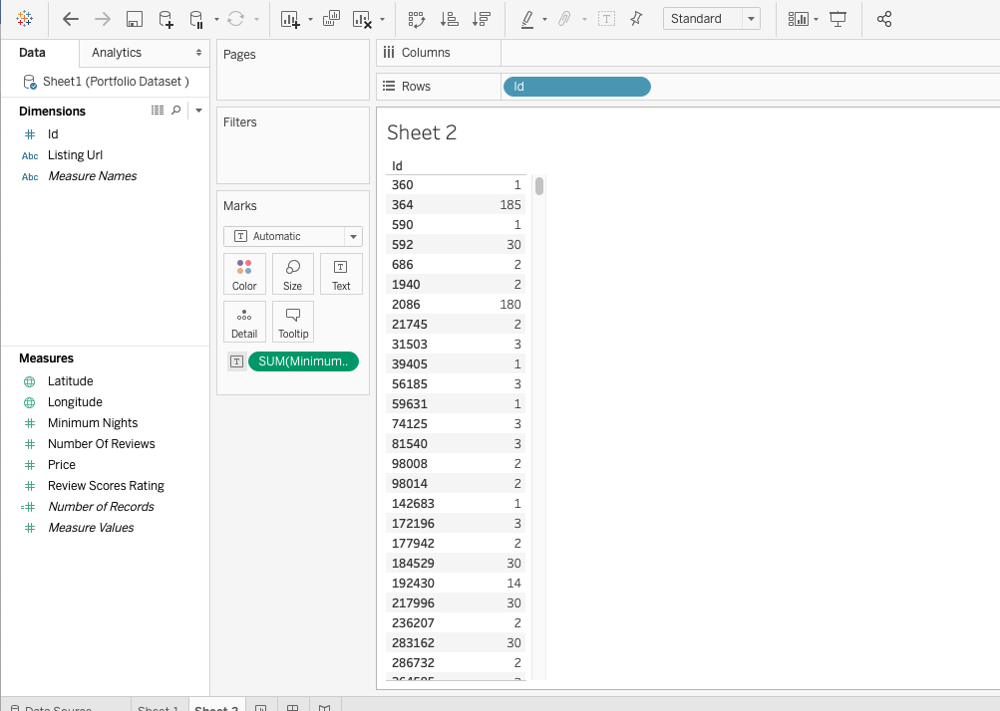 Standard
Data
Analytics
Pages
Columns
Sheet1 (Portfolio Dataset )
Rows
Id
Dimensions
Filters
# Id
Abc Listing Url
Abc Measure Names
Sheet 2
Id
360 1
364 185
590 1
592 30
686 2
1940 2
2086 180
21745 2
31503 3
39405 1
56185 3
59631 1
74125 3
81540 3
98008 2
98014 2
142683 1
172196 3
177942 2
184529 30
192430 14
217996 30
236207 2
283162 30
286732 2
Marks
T Automatic
Color
Size
T Text
Detail
Tooltip
T SUM(Minimum..
Measures
Latitude
Longitude
# Minimum Nights
# Number Of Reviews
# Price
# Review Scores Rating
=# Number of Records
# Measure Values
Data Source
Sheet 1
Sheet 2